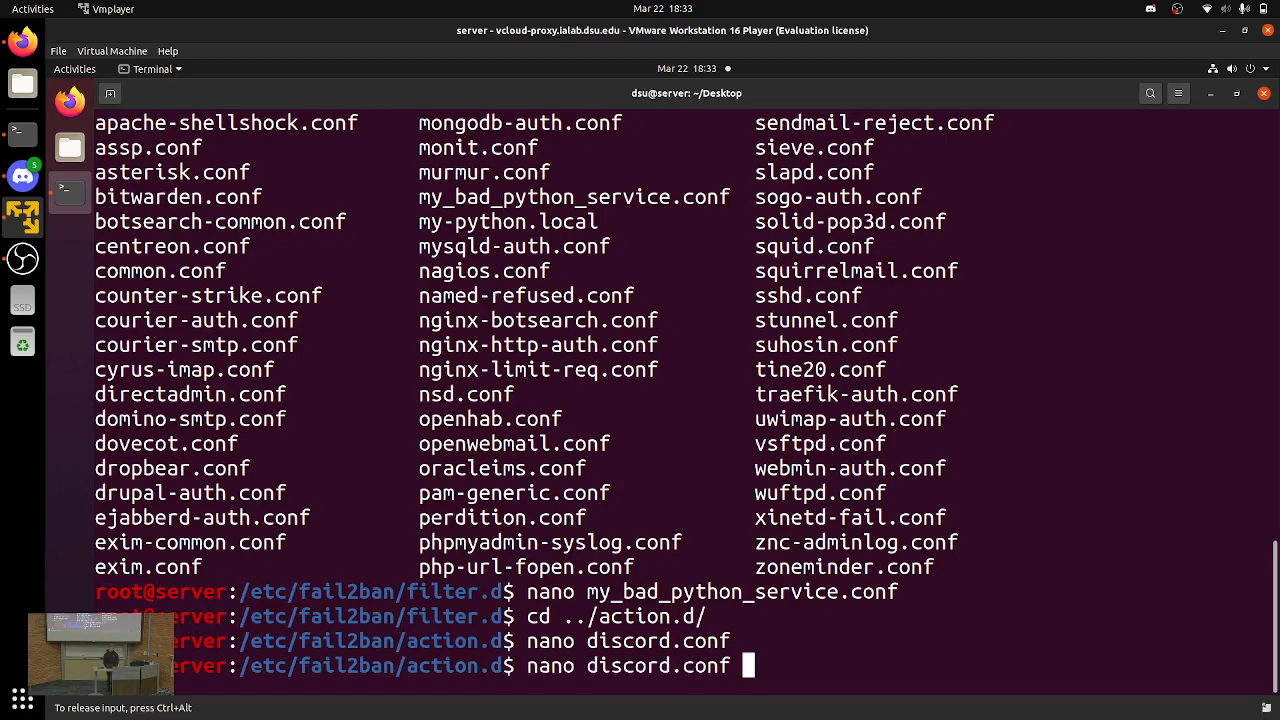 Activities Vmplayer Mar 22 18:33
server - vcloud-proxy.ialab.dsu.edu - VMware Workstation 16 Player (Evaluation license)
File Virtual Machine Help
Activities Terminal Mar 22 18:33
dsu@server: ~/Desktop
apache-shellshock.conf mongodb-auth.conf sendmail-reject.conf
assp.conf monit.conf sieve.conf
asterisk.conf murmur.conf slapd.conf
bitwarden.conf my_bad_python_service.conf sogo-auth.conf
botsearch-common.conf my-python.local solid-pop3d.conf
centreon.conf mysqld-auth.conf squid.conf
common.conf nagios.conf squirrelmail.conf
counter-strike.conf named-refused.conf sshd.conf
courier-auth.conf nginx-botsearch.conf stunnel.conf
courier-smtp.conf nginx-http-auth.conf suhosin.conf
cyrus-imap.conf nginx-limit-req.conf tine20.conf
directadmin.conf nsd.conf traefik-auth.conf
domino-smtp.conf openhab.conf uwimap-auth.conf
dovecot.conf openwebmail.conf vsftpd.conf
dropbear.conf oracleims.conf webmin-auth.conf
drupal-auth.conf pam-generic.conf wuftpd.conf
ejabberd-auth.conf perdition.conf xinetd-fail.conf
exim-common.conf phpmyadmin-syslog.conf znc-adminlog.conf
exim.conf php-url-fopen.conf zoneminder.conf
root@server:/etc/fail2ban/filter.d$ nano my_bad_python_service.conf
root@server:/etc/fail2ban/filter.d$ cd ../action.d/
server:/etc/fail2ban/action.d$ nano discord.conf
server:/etc/fail2ban/action.d$ nano discord.conf
To release input, press Ctrl+Alt
5
SSD